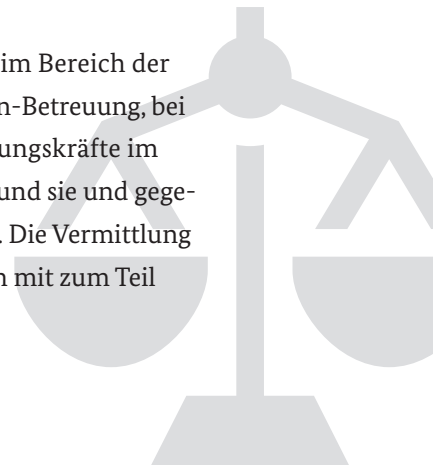 im Bereich der
n-Betreuung, bei
ungskräfte im
und sie und gege-
. Die Vermittlung
n mit zum Teil